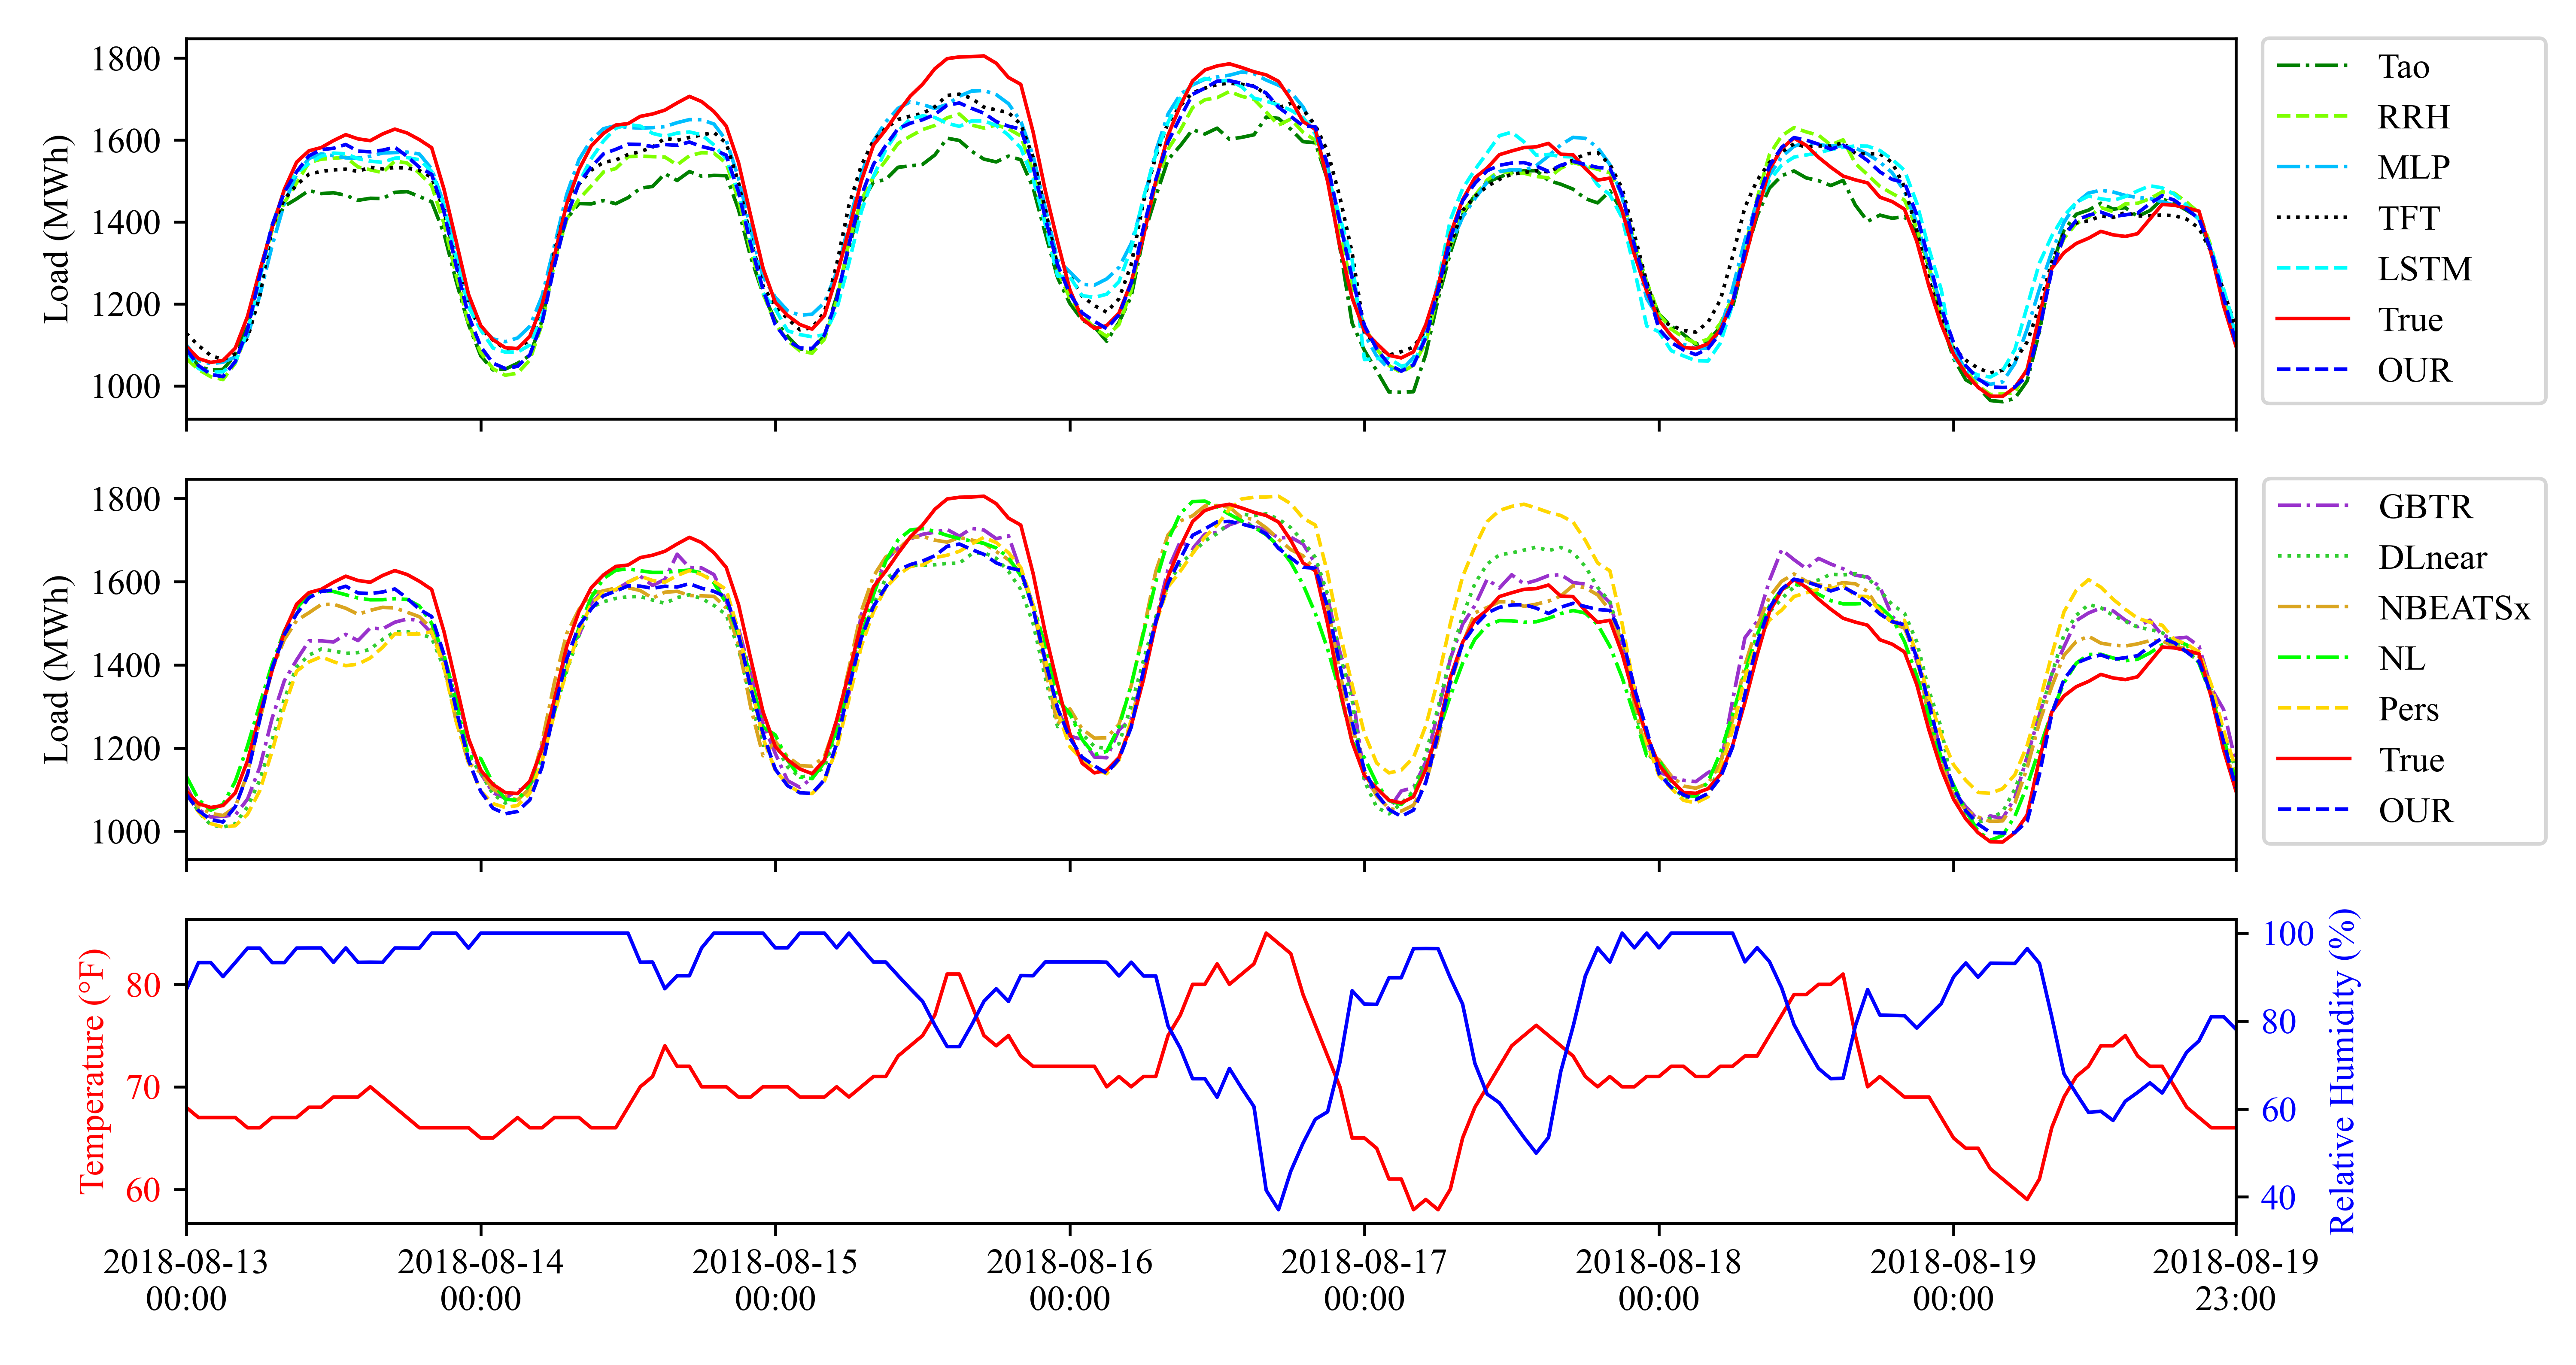 Load (MWh)
1800
1600
1400
1200
1000
Tao
RRH
MLP
TFT
LSTM
True
OUR
Load (MWh)
1800
1600
1400
1200
1000
GBTR
DLnear
NBEATSx
NL
Pers
True
OUR
Temperature (°F)
80
70
60
100
80
60
40
Relative Humidity (%)
2018-08-13
00:00
2018-08-14
00:00
2018-08-15
00:00
2018-08-16
00:00
2018-08-17
00:00
2018-08-18
00:00
2018-08-19
00:00
2018-08-19
23:00